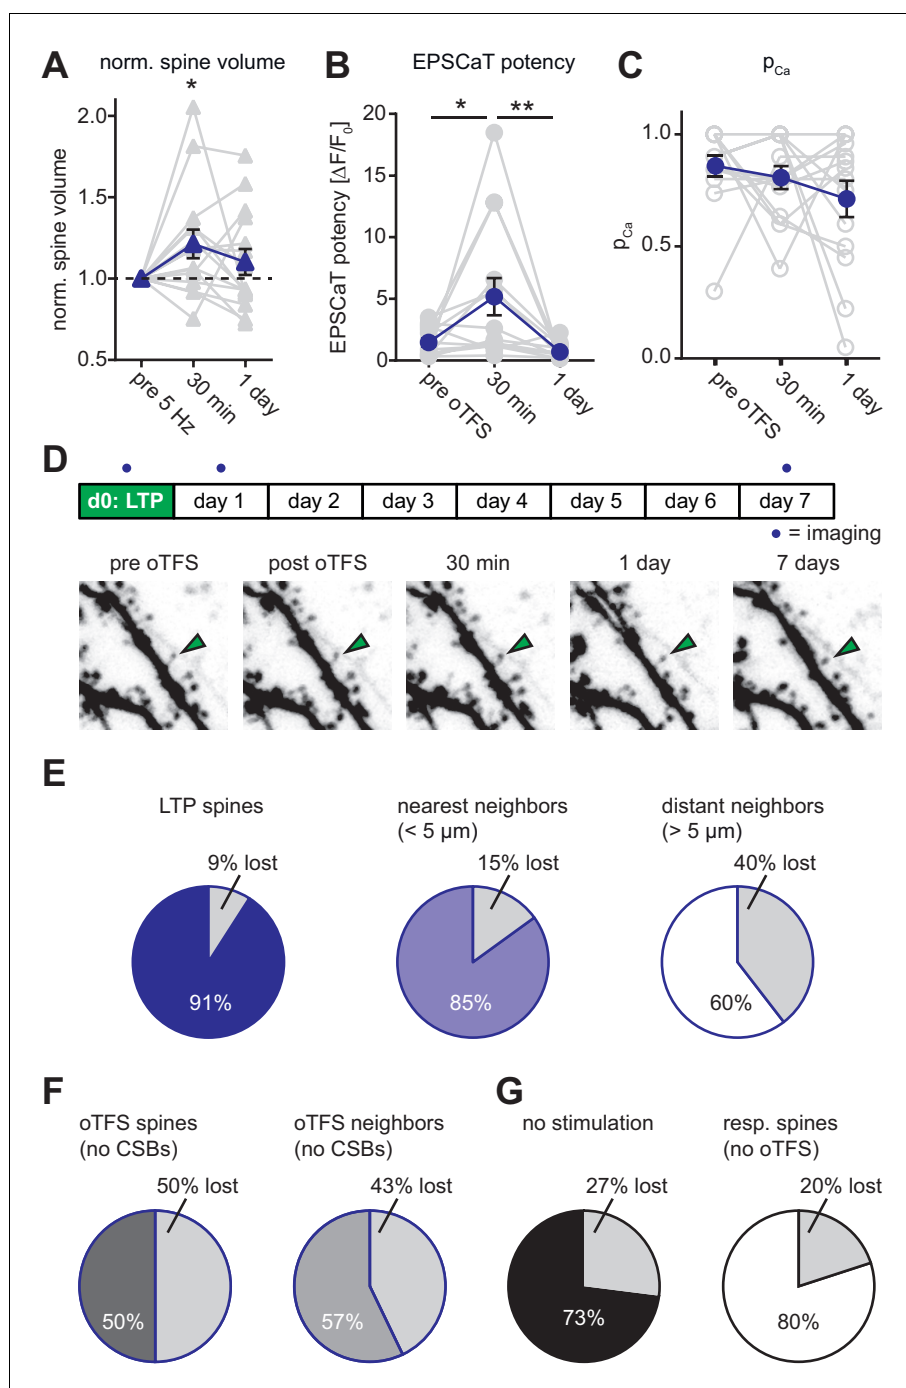 A
norm. spine volume
*
norm. spine volume
2.0
1.5
1.0
0.5
pre 5 Hz
30 min
1 day
B
EPSCaT potency
*
**
EPSCaT potency [ΔF/F0]
20
15
10
5
0
pre oTFS
30 min
1 day
C
pCa
pCa
1.0
0.5
0.0
pre oTFS
30 min
1 day
D
d0: LTP
day 1
day 2
day 3
day 4
day 5
day 6
day 7
= imaging
pre oTFS
post oTFS
30 min
1 day
7 days
E
LTP spines
9% lost
91%
nearest neighbors
(< 5 µm)
15% lost
85%
distant neighbors
(> 5 µm)
40% lost
60%
F
oTFS spines
(no CSBs)
50% lost
50%
oTFS neighbors
(no CSBs)
43% lost
57%
G
no stimulation
27% lost
73%
resp. spines
(no oTFS)
20% lost
80%